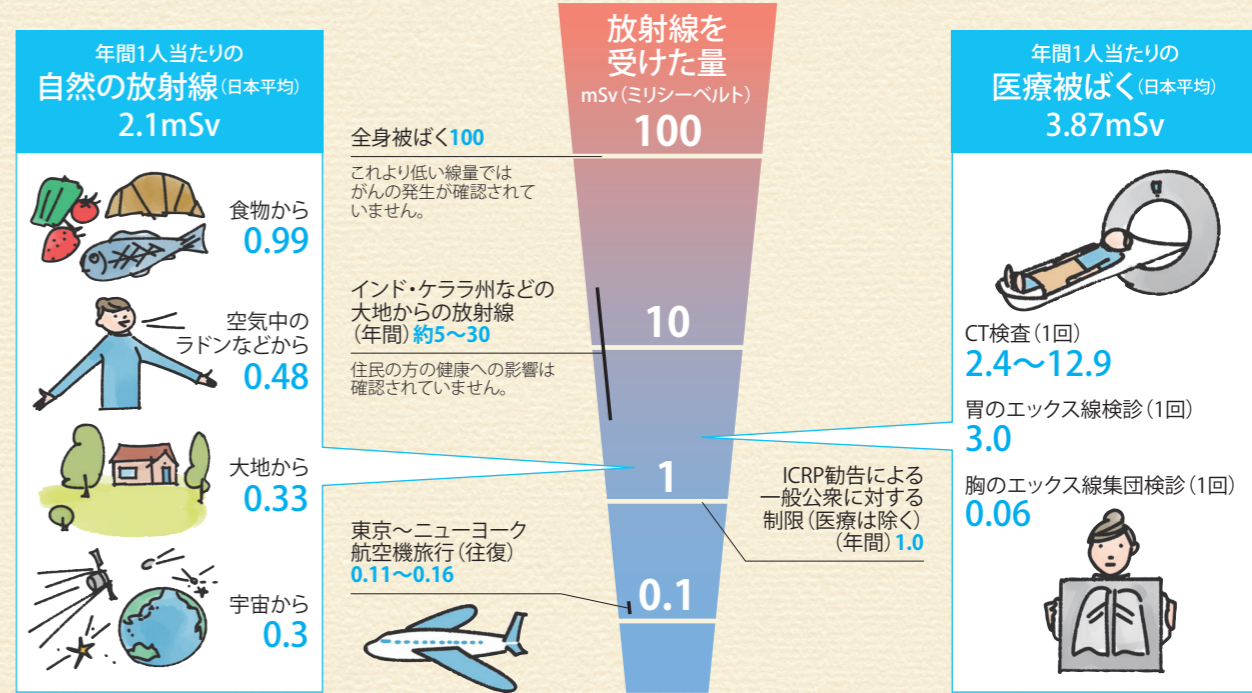 年間1人当たりの
自然の放射線（日本平均）
2.1mSv
食物から
0.99
空気中の
ラドンなどから
0.48
大地から
0.33
宇宙から
0.3
放射線を
受けた量
mSv（ミリシーベルト）
100
10
1
0.1
全身被ばく100
これより低い線量では
がんの発生が確認されて
いません。
インド・ケララ州などの
大地からの放射線
（年間）約5～30
住民の方の健康への影響は
確認されていません。
東京～ニューヨーク
航空機旅行（往復）
0.11～0.16
ICRP勧告による
一般公衆に対する
制限（医療は除く）
（年間）1.0
年間1人当たりの
医療被ばく（日本平均）
3.87mSv
CT検査（1回）
2.4～12.9
胃のエックス線検診（1回）
3.0
胸のエックス線集団検診（1回）
0.06